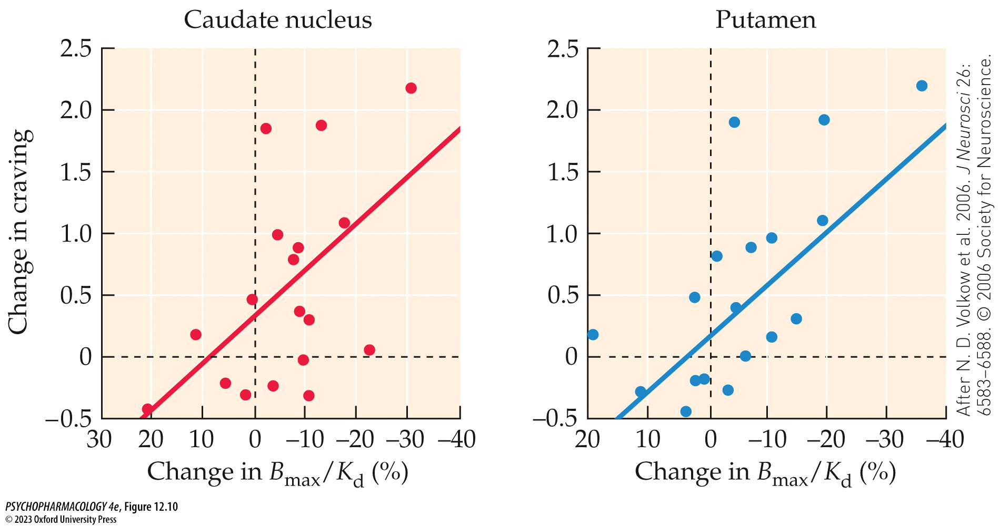 Caudate nucleus
2.5
2.0
1.5
1.0
0.5
0
–0.5
30 20 10 0 –10 –20 –30 –40
Change in craving
Change in Bmax/Kd (%)
Putamen
2.5
2.0
1.5
1.0
0.5
0
–0.5
20 10 0 –10 –20 –30 –40
Change in Bmax/Kd (%)
After N. D. Volkow et al. 2006. J Neurosci 26:
6583–6588. © 2006 Society for Neuroscience.
PSYCHOPHARMACOLOGY 4e, Figure 12.10
© 2023 Oxford University Press